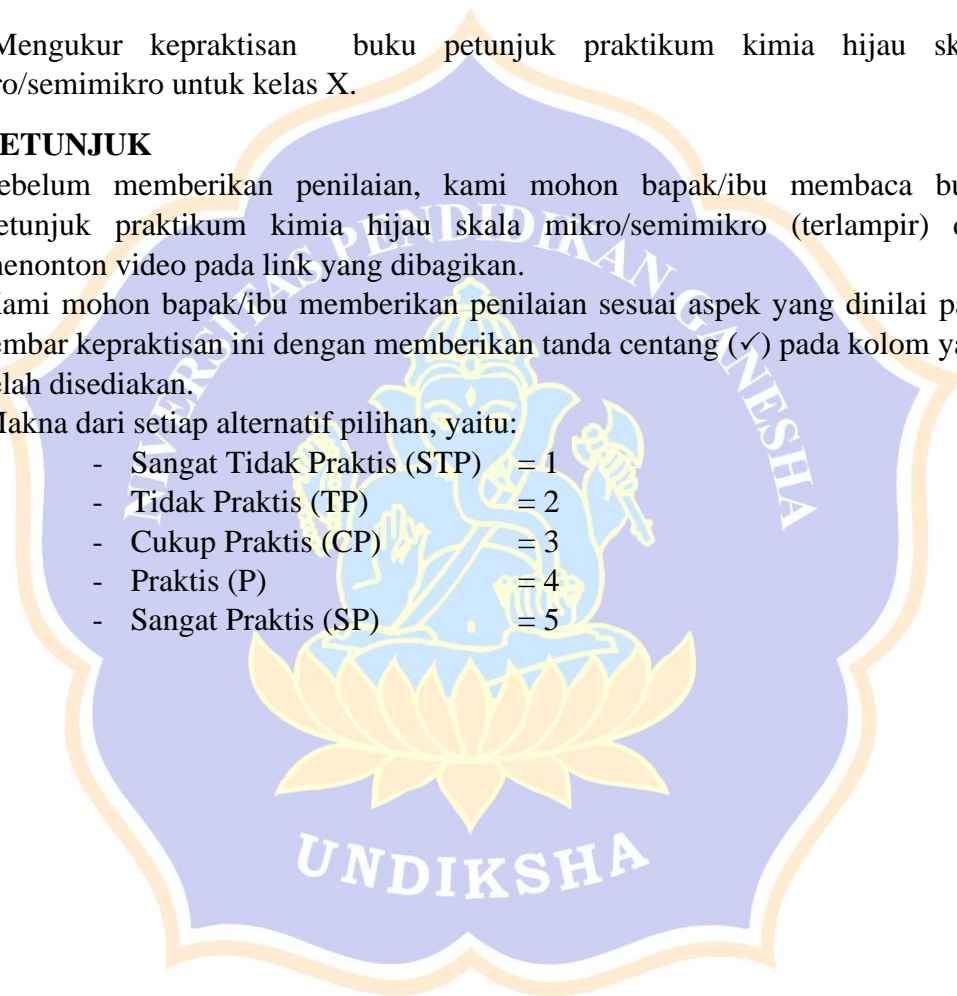 Mengukur kepraktisan buku petunjuk praktikum kimia hijau sk
ro/semimikro untuk kelas X.
ETUNJUK
ebelum memberikan penilaian, kami mohon bapak/ibu membaca bu
etunjuk praktikum kimia hijau skala mikro/semimikro (terlampir) d
nenonton video pada link yang dibagikan.
Kami mohon bapak/ibu memberikan penilaian sesuai aspek yang dinilai pa
embar kepraktisan ini dengan memberikan tanda centang (✓) pada kolom ya
elah disediakan.
Makna dari setiap alternatif pilihan, yaitu:
- Sangat Tidak Praktis (STP) = 1
- Tidak Praktis (TP) = 2
- Cukup Praktis (CP) = 3
- Praktis (P) = 4
- Sangat Praktis (SP) = 5
UNIVERSITAS PENDIDIKAN GANESHA
UNDIKSHA